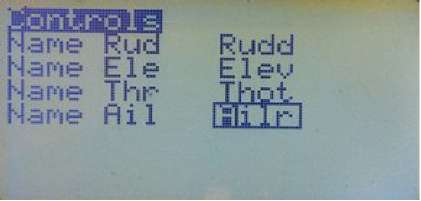 Controls
Name Rud Rudd
Name Ele Elev
Name Thr Thot
Name Ail Ailr